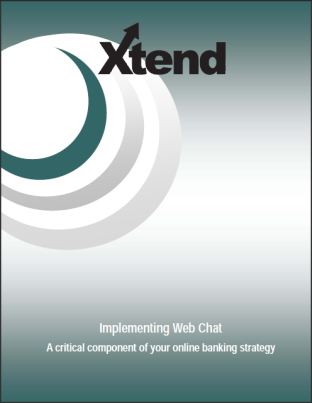 Xtend
Implementing Web Chat
A critical component of your online banking strategy